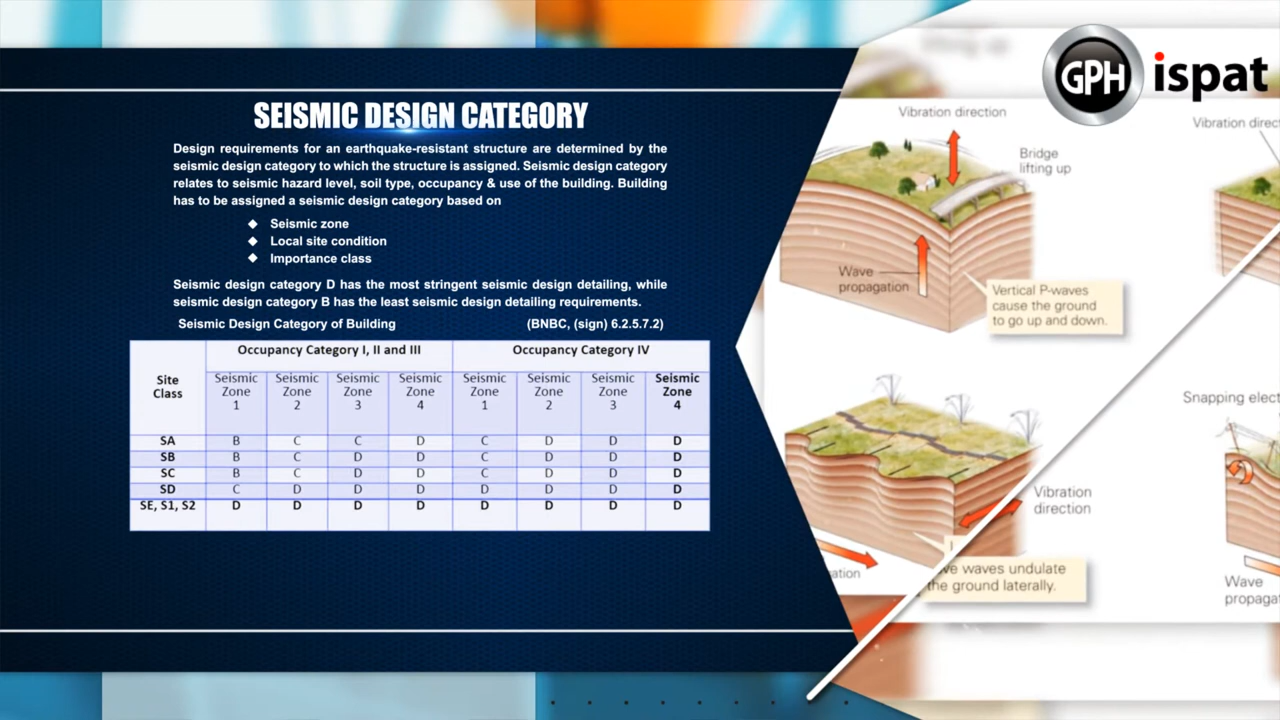 SEISMIC DESIGN CATEGORY
Design requirements for an earthquake-resistant structure are determined by the
seismic design category to which the structure is assigned. Seismic design category
relates to seismic hazard level, soil type, occupancy & use of the building. Building
has to be assigned a seismic design category based on
Seismic zone
Local site condition
Importance class
Seismic design category D has the most stringent seismic design detailing, while
seismic design category B has the least seismic design detailing requirements.
Seismic Design Category of Building (BNBC, (sign) 6.2.5.7.2)
Site Class
Occupancy Category I, II and III Occupancy Category IV
Seismic Zone 1 Seismic Zone 2 Seismic Zone 3 Seismic Zone 4 Seismic Zone 1 Seismic Zone 2 Seismic Zone 3 Seismic Zone 4
SA B C C D C D D D
SB B C D D C D D D
SC B C D D C D D D
SD C D D D D D D D
SE, S1, S2 D D D D D D D D
GPH ispat
Vibration direction
Bridge
lifting up
Wave
propagation
Vertical P-waves
cause the ground
to go up and down.
Vibration direct
Snapping elect
Vibration
direction
ve waves undulate
the ground laterally.
ation
Wave
propagat